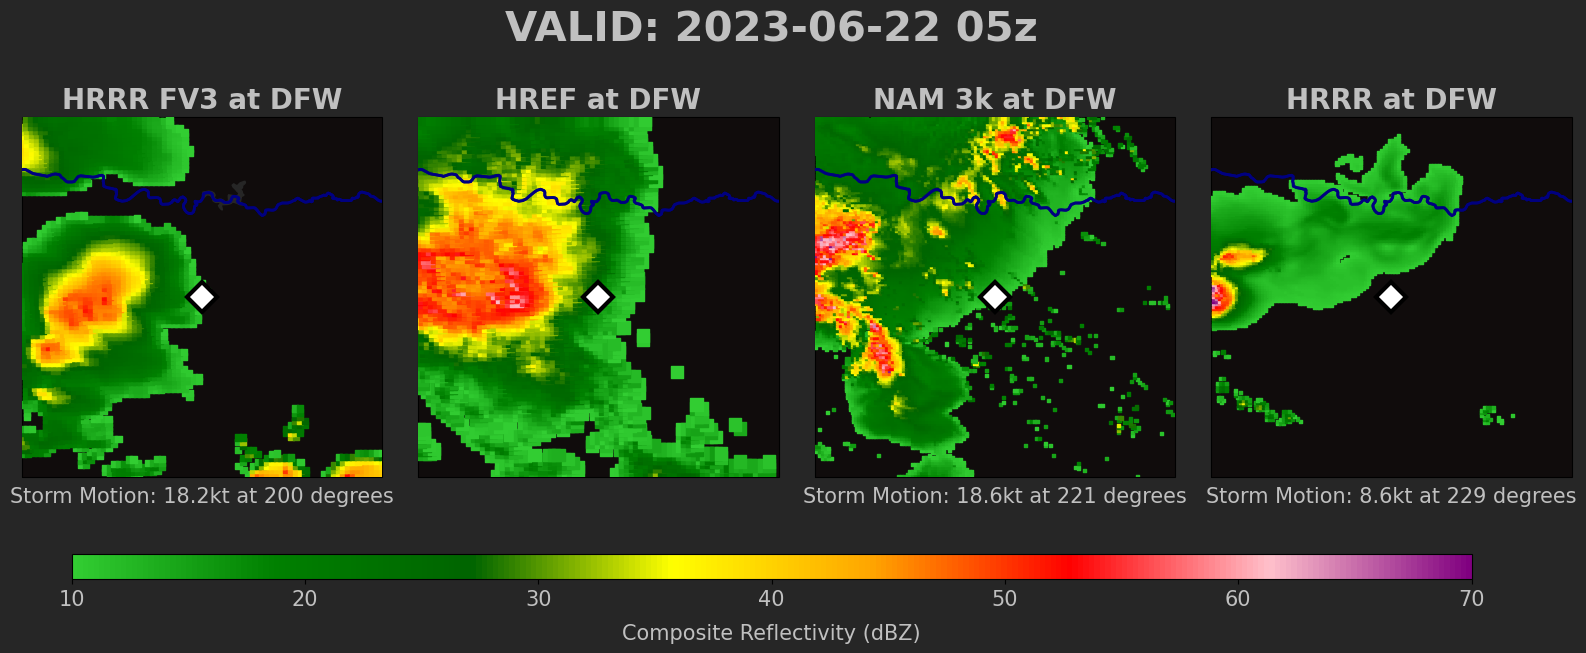 VALID: 2023-06-22 05z
HRRR FV3 at DFW
HREF at DFW
NAM 3k at DFW
HRRR at DFW
Storm Motion: 18.2kt at 200 degrees
Storm Motion: 18.6kt at 221 degrees
Storm Motion: 8.6kt at 229 degrees
10 20 30 40 50 60 70
Composite Reflectivity (dBZ)